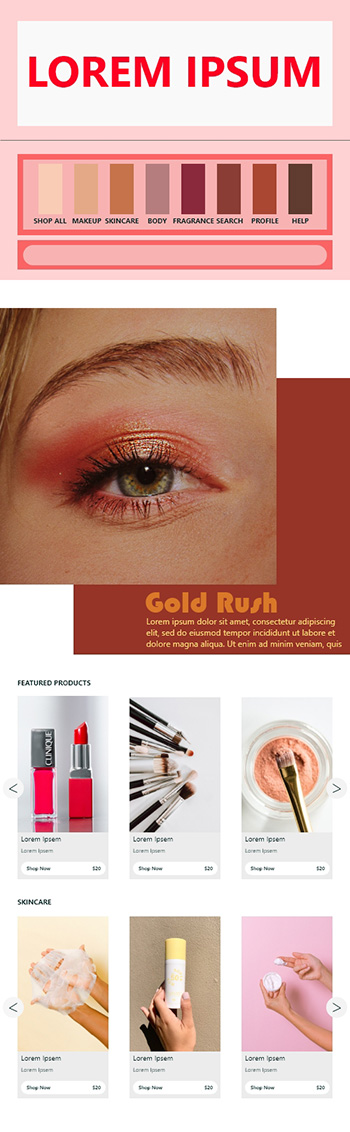 LOREM IPSUM
SHOP ALL MAKEUP SKINCARE BODY FRAGRANCE SEARCH PROFILE HELP
Gold Rush
Lorem ipsum dolor sit amet, consectetur adipiscing
elit, sed do eiusmod tempor incididunt ut labore et
dolore magna aliqua. Ut enim ad minim veniam, quis
FEATURED PRODUCTS
CLINIQUE
< >
Lorem Ipsem Lorem Ipsem Lorem Ipsem
Lorem Ipsem Lorem Ipsem Lorem Ipsem
Shop Now $20 Shop Now $20 Shop Now $20
SKINCARE
< >
Lorem Ipsem Lorem Ipsem Lorem Ipsem
Lorem Ipsem Lorem Ipsem Lorem Ipsem
Shop Now $20 Shop Now $20 Shop Now $20